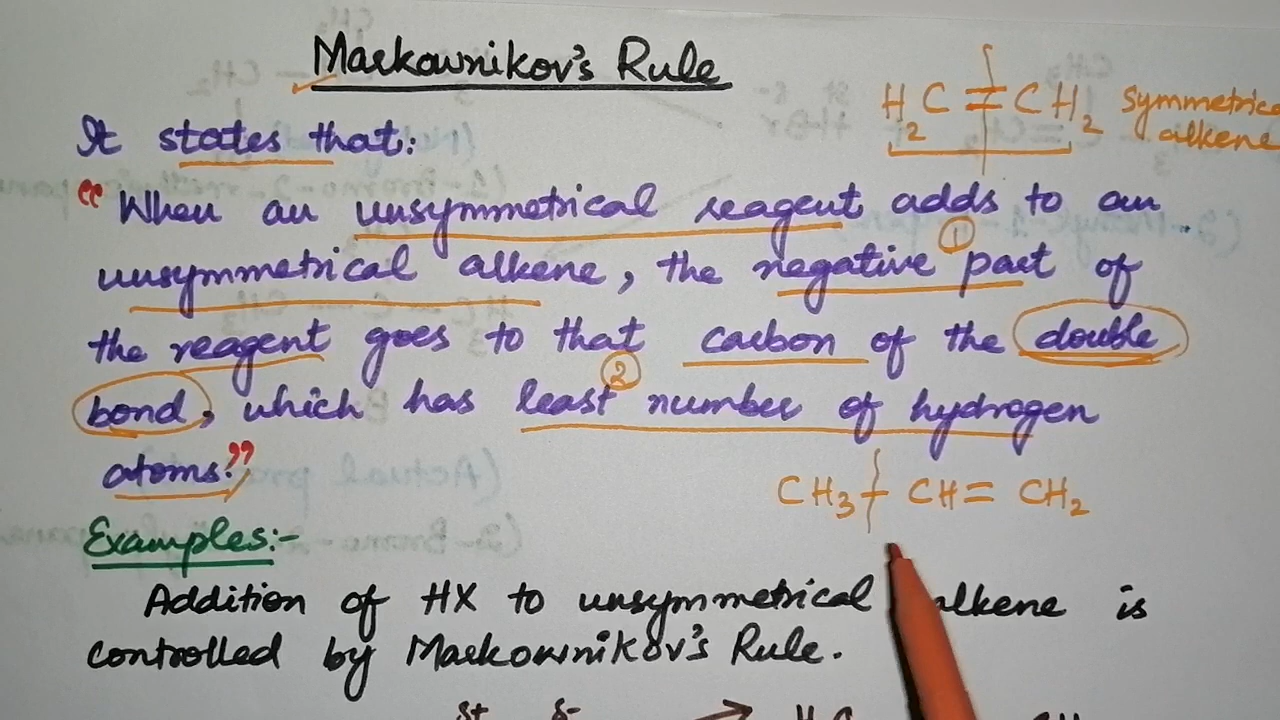 Markownikov's Rule
H₂C = CH₂ symmetrical alkene
It states that:
"When an unsymmetrical reagent adds to an
unsymmetrical alkene, the negative ① part of
the reagent goes to that carbon of the double
bond, which has least ② number of hydrogen
atoms."
CH₃ - CH = CH₂
Examples:-
Addition of HX to unsymmetrical alkene is
controlled by Markownikov's Rule.
δ+ δ-